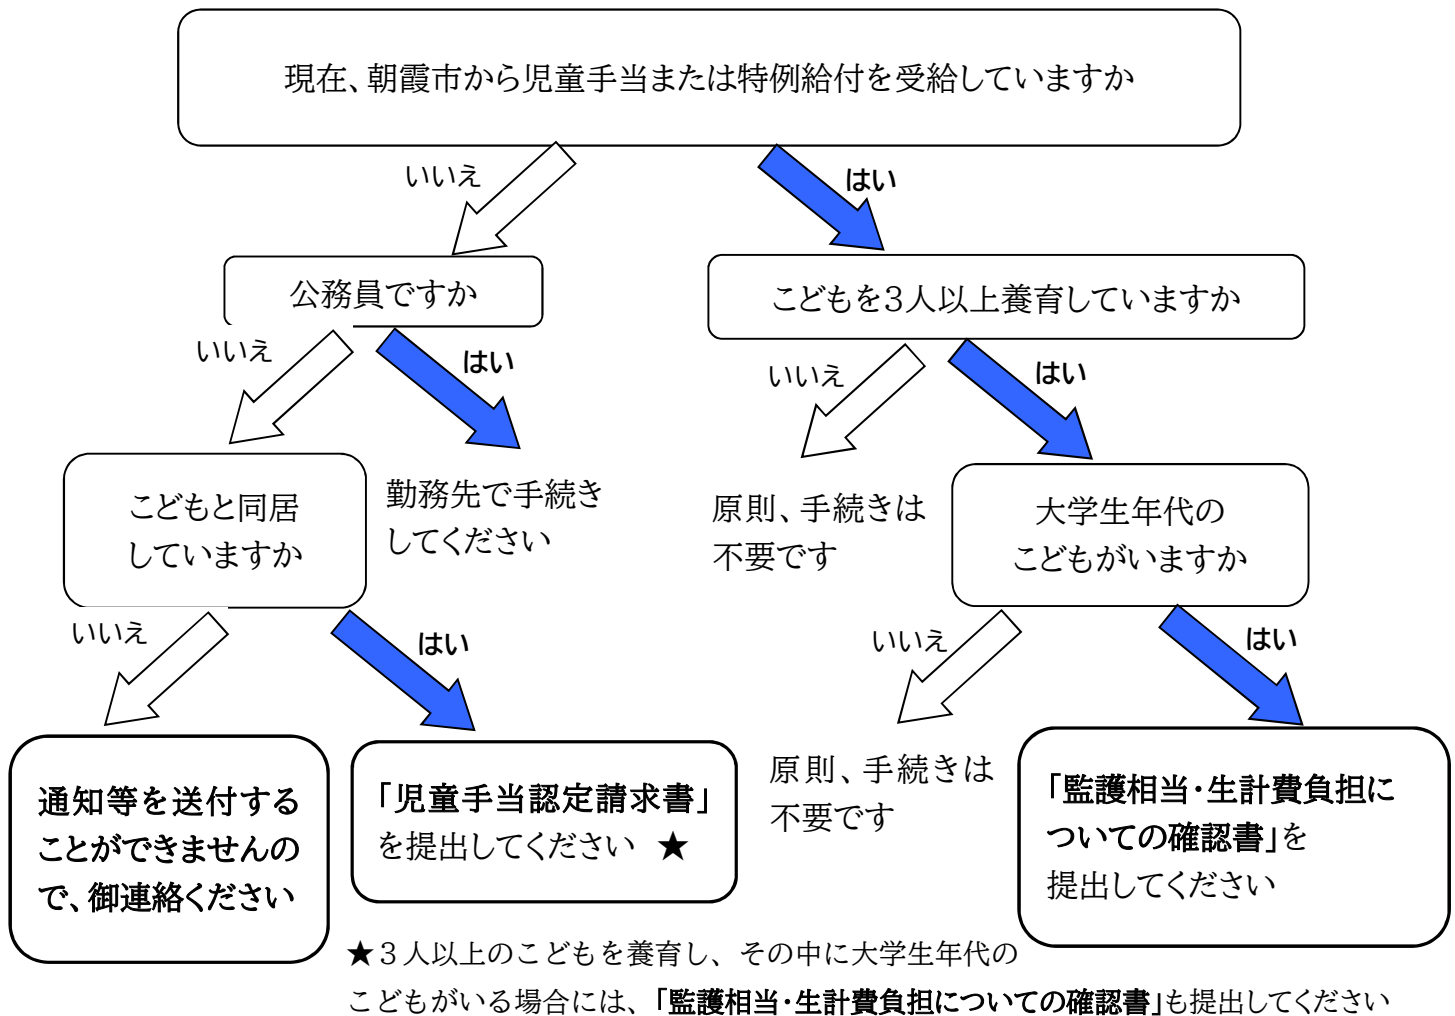 現在、朝霞市から児童手当または特例給付を受給していますか
いいえ
はい
公務員ですか
こどもを3人以上養育していますか
いいえ
はい
いいえ
はい
こどもと同居
していますか
勤務先で手続き
してください
原則、手続きは
不要です
大学生年代の
こどもがいますか
いいえ
はい
いいえ
はい
通知等を送付する
ことができませんの
で、御連絡ください
「児童手当認定請求書」
を提出してください ★
原則、手続きは
不要です
「監護相当・生計費負担に
ついての確認書」を
提出してください
★3人以上のこどもを養育し、その中に大学生年代の
こどもがいる場合には、「監護相当・生計費負担についての確認書」も提出してください